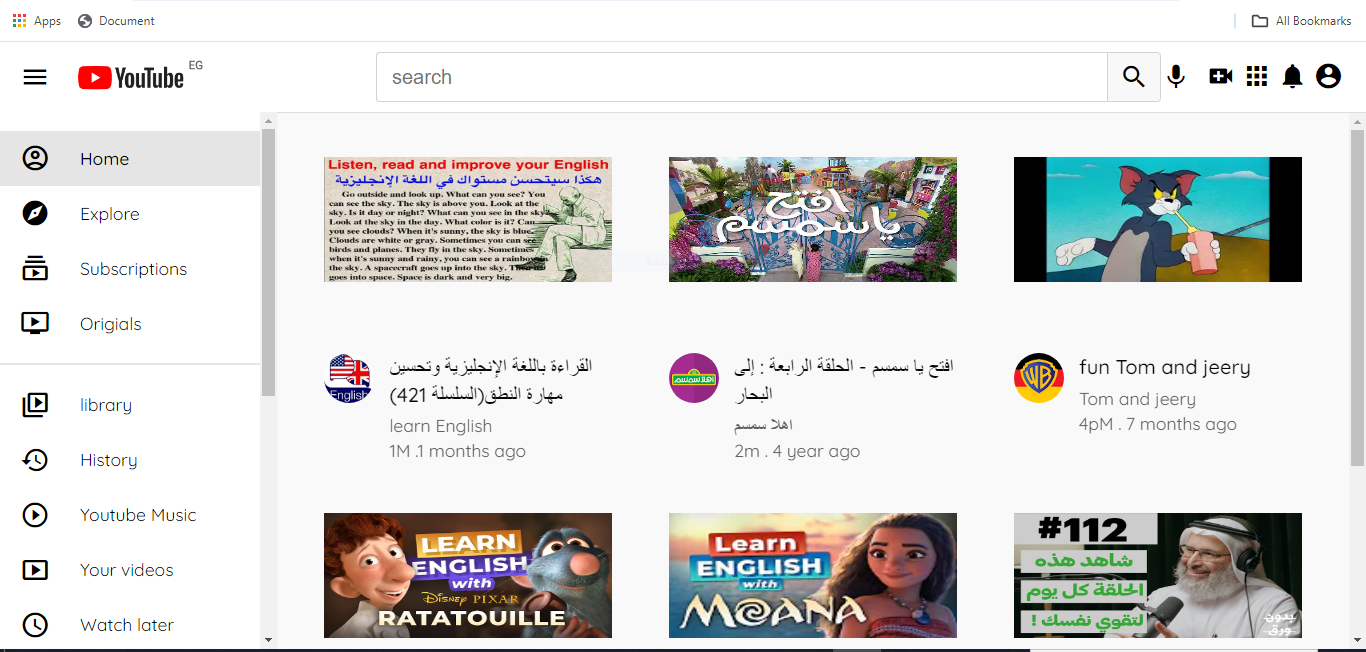 Apps
Document
All Bookmarks
YouTube EG
search
Home
Explore
Subscriptions
Origials
library
History
Youtube Music
Your videos
Watch later
Listen, read and improve your English
هكذا سيتحسن مستواك في اللغة الإنجليزية
Go outside and look up. What can you see? You
can see the sky. The sky is above you. Look at the
sky. Is it day or night? What can you see in the sky
Look at the sky in the day. What color is it? Can
you see clouds? When it's sunny, the sky is blue.
Clouds are white or gray. Sometimes you can see
birds and planes. They fly in the sky. Sometimes,
when it's sunny and rainy, you can see a rainbow
the sky. A spacecraft goes up into the sky. Then
goes into space. Space is dark and very big.
English
القراءة باللغة الإنجليزية وتحسين
مهارة النطق(السلسلة 421)
learn English
1M .1 months ago
افتح
يا سمسم
اهلا سمسم
افتح يا سمسم - الحلقة الرابعة : إلى
البحار
اهلا سمسم
2m . 4 year ago
WB
fun Tom and jeery
Tom and jeery
4pM . 7 months ago
LEARN
ENGLISH
with
DISNEY PIXAR
RATATOUILLE
Learn
ENGLISH
with
MOANA
#112
شاهد هذه
الحلقة كل يوم
لتقوي نفسك !
بدون
ورق